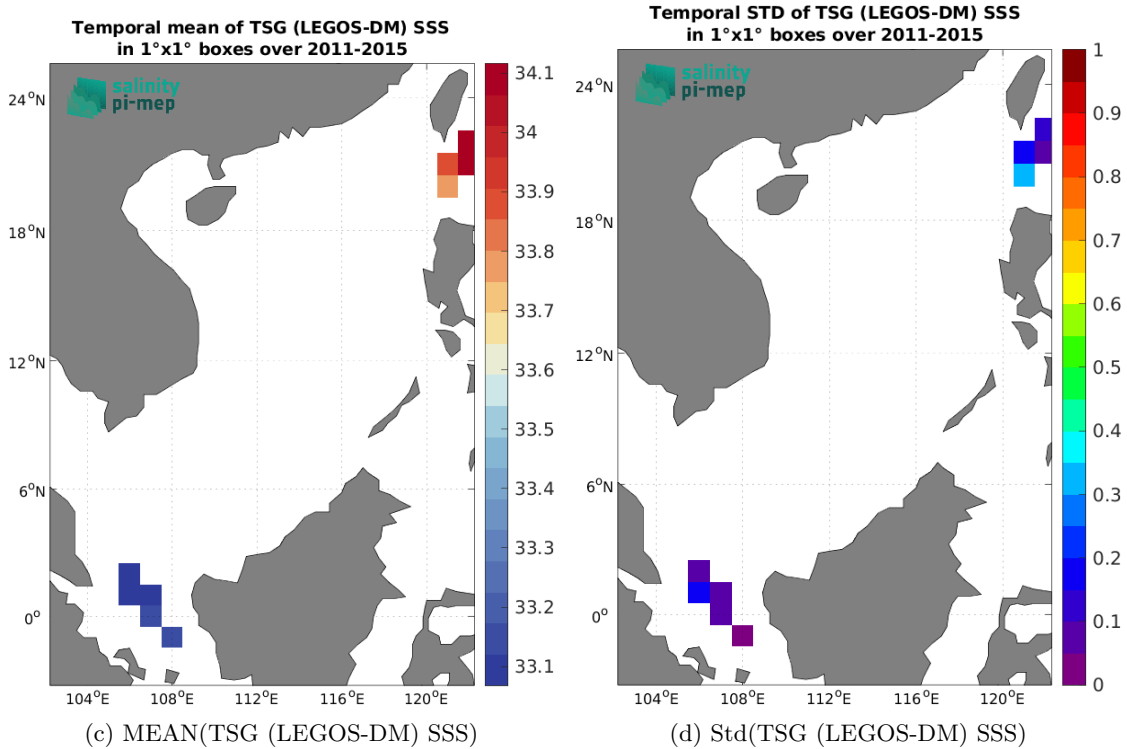 Temporal mean of TSG (LEGOS-DM) SSS
in 1°x1° boxes over 2011-2015
salinity
pi-mep
24°N
18°N
12°N
6°N
0°
104°E
108°E
112°E
116°E
120°E
34.1
34
33.9
33.8
33.7
33.6
33.5
33.4
33.3
33.2
33.1
(c) MEAN(TSG (LEGOS-DM) SSS)
Temporal STD of TSG (LEGOS-DM) SSS
in 1°x1° boxes over 2011-2015
salinity
pi-mep
24°N
18°N
12°N
6°N
0°
104°E
108°E
112°E
116°E
120°E
1
0.9
0.8
0.7
0.6
0.5
0.4
0.3
0.2
0.1
0
(d) Std(TSG (LEGOS-DM) SSS)